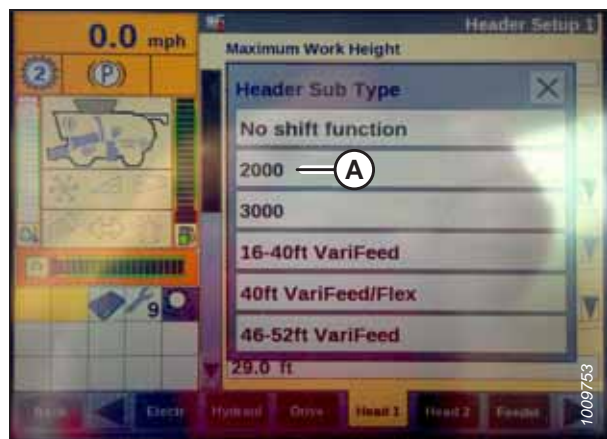 0.0 mph
Header Setup 1
Maximum Work Height
2
(P)
Header Sub Type
No shift function
2000
A
3000
16-40ft VariFeed
40ft VariFeed/Flex
46-52ft VariFeed
9
29.0 ft
Back
Electr
Hydraul
Drive
Head 1
Head 2
Feeder
1009753